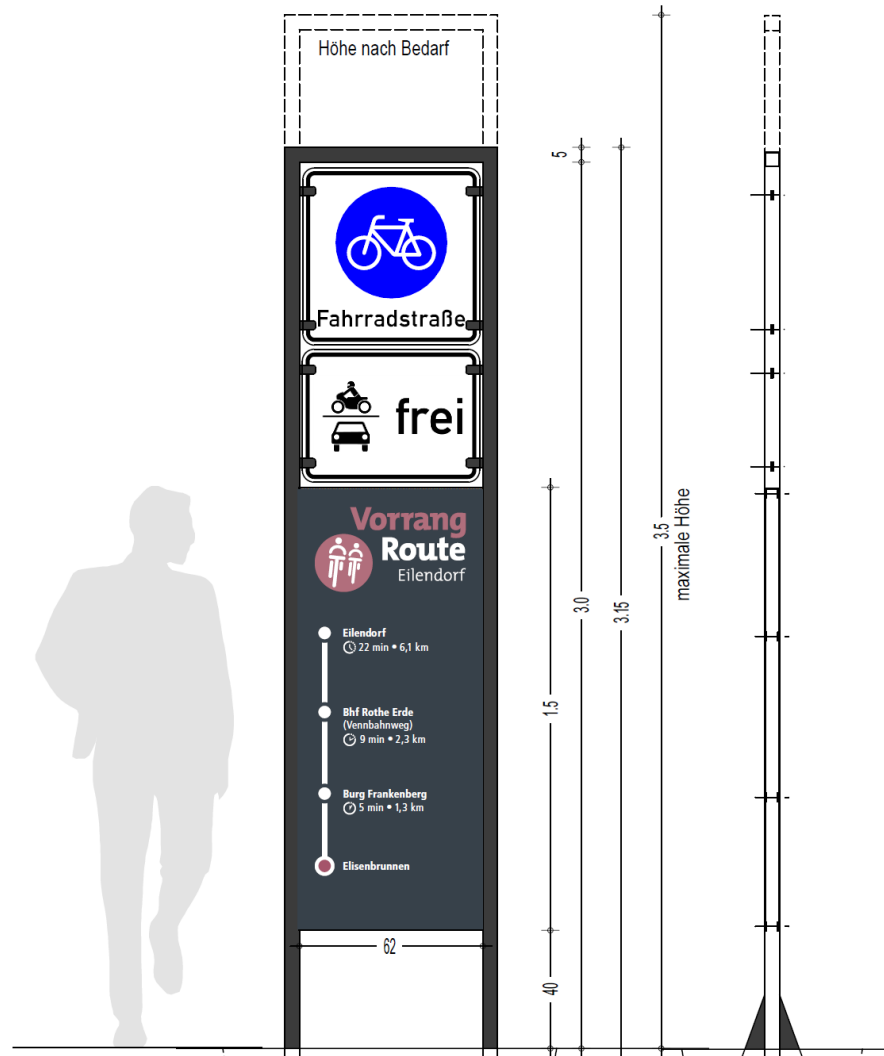 Höhe nach Bedarf
Fahrradstraße
frei
Vorrang
Route
Eilendorf
Eilendorf
22 min • 6,1 km
Bhf Rothe Erde
(Vennbahnweg)
9 min • 2,3 km
Burg Frankenberg
5 min • 1,3 km
Elisenbrunnen
62
5
1.5
40
3.0
3.15
3.5
maximale Höhe